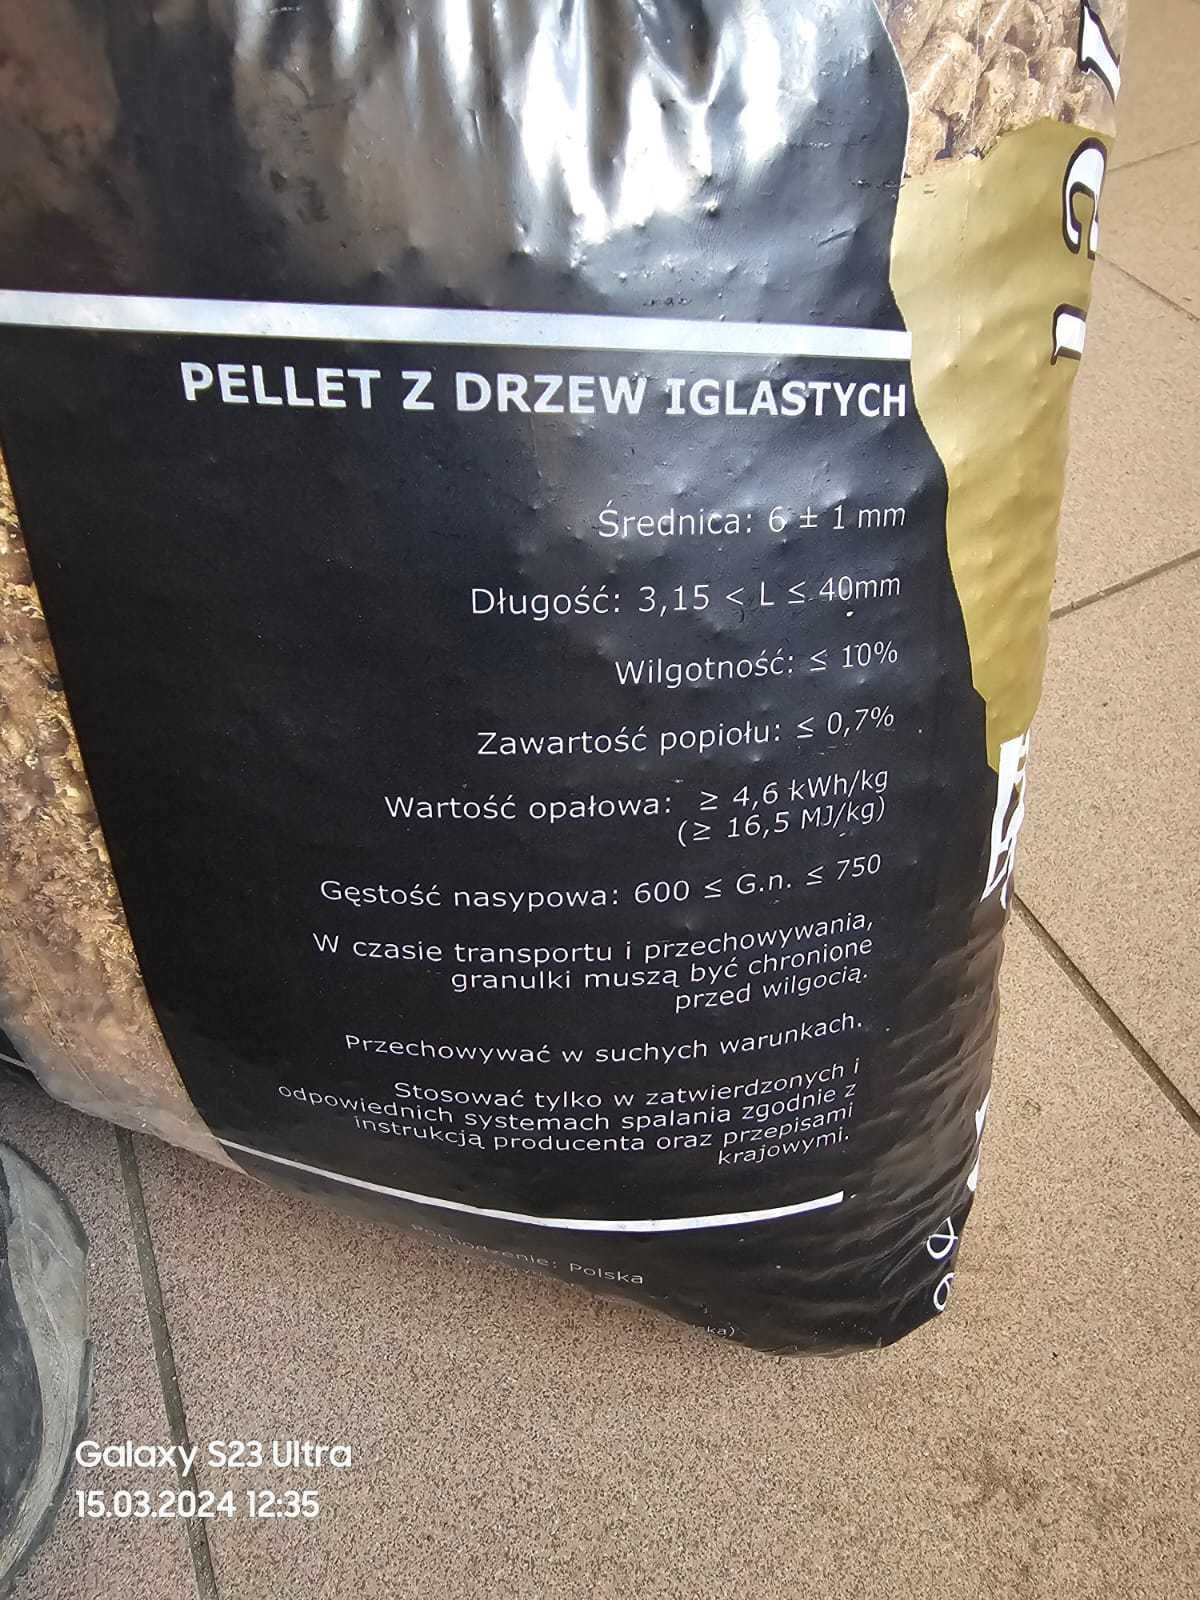 PELLET Z DRZEW IGLASTYCH
Średnica: 6 ± 1 mm
Długość: 3,15 < L ≤ 40mm
Wilgotność: ≤ 10%
Zawartość popiołu: ≤ 0,7%
Wartość opałowa: ≥ 4,6 kWh/kg
(≥ 16,5 MJ/kg)
Gęstość nasypowa: 600 ≤ G.n. ≤ 750
W czasie transportu i przechowywania,
granulki muszą być chronione
przed wilgocią.
Przechowywać w suchych warunkach.
Stosować tylko w zatwierdzonych i
odpowiednich systemach spalania zgodnie z
instrukcją producenta oraz przepisami
krajowymi.
Polska
Galaxy S23 Ultra
15.03.2024 12:35